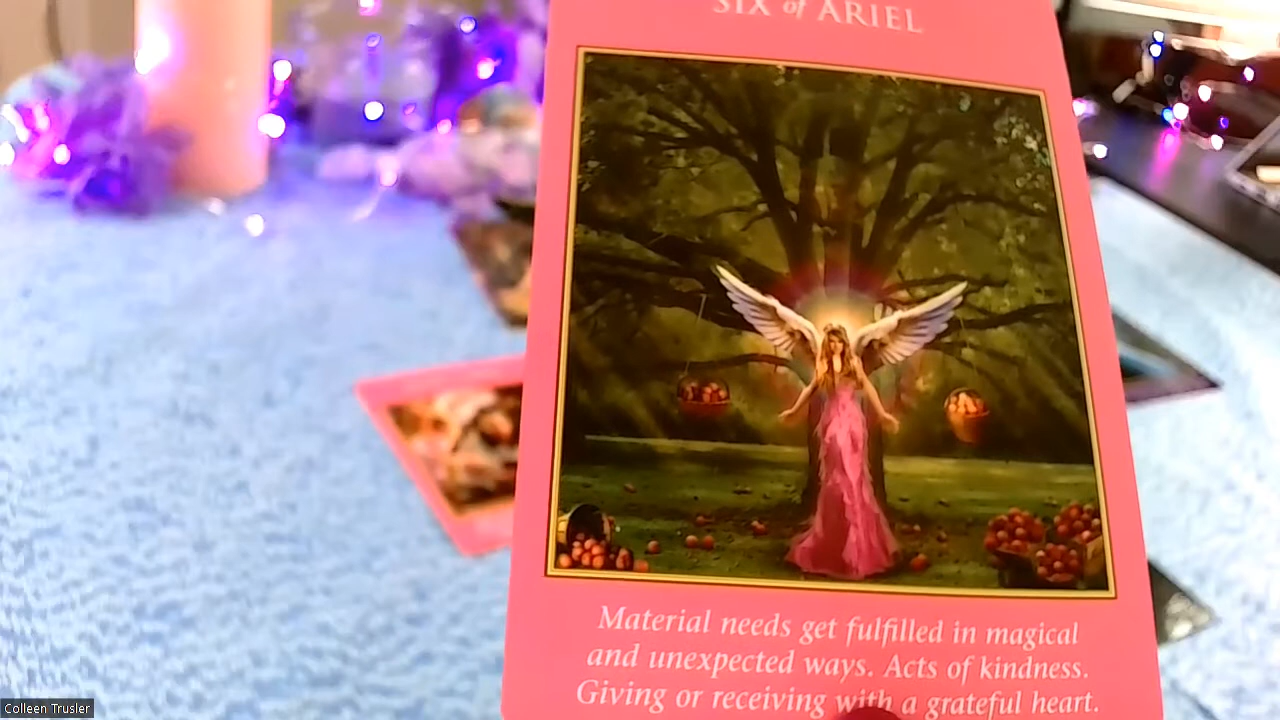 SIX of ARIEL
Material needs get fulfilled in magical
and unexpected ways. Acts of kindness.
Giving or receiving with a grateful heart.
Colleen Trusler